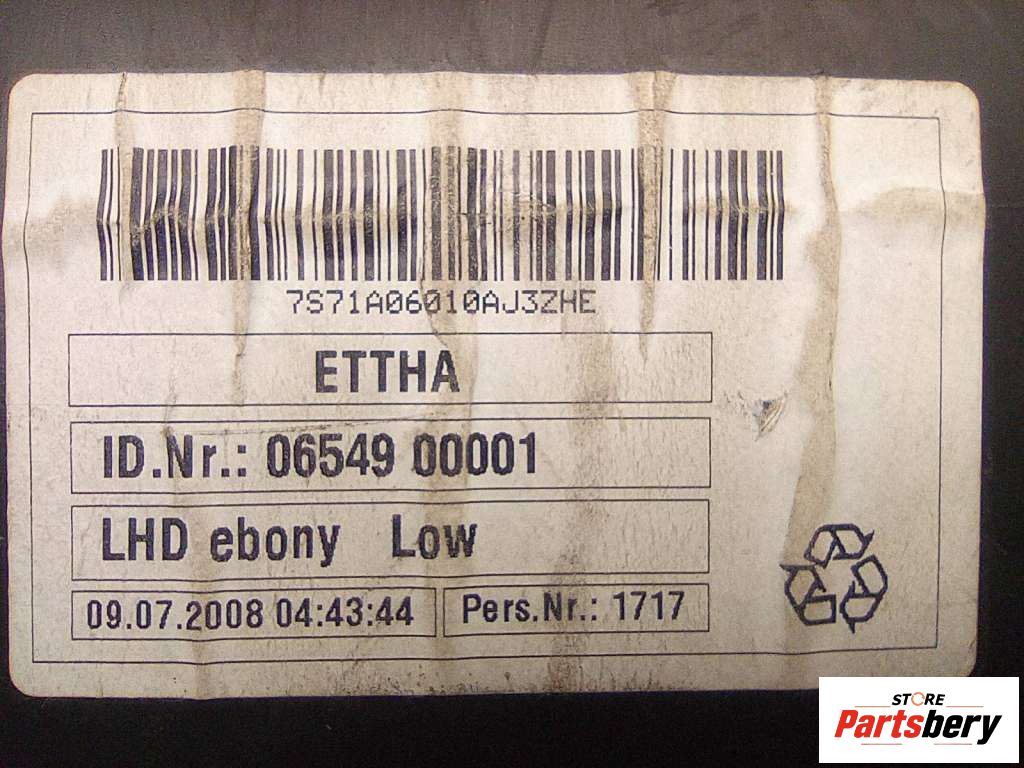 7S71A06010AJ3ZHE
ETTHA
ID.Nr.: 06549 00001
LHD ebony Low
09.07.2008 04:43:44
Pers.Nr.: 1717
STORE
Partsbery